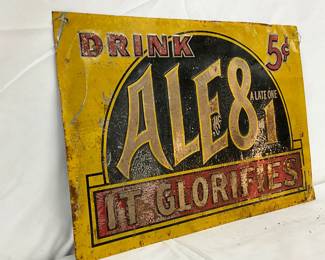 DRINK 5¢
A LATE ONE
ALE 8 1
IT GLORIFIES